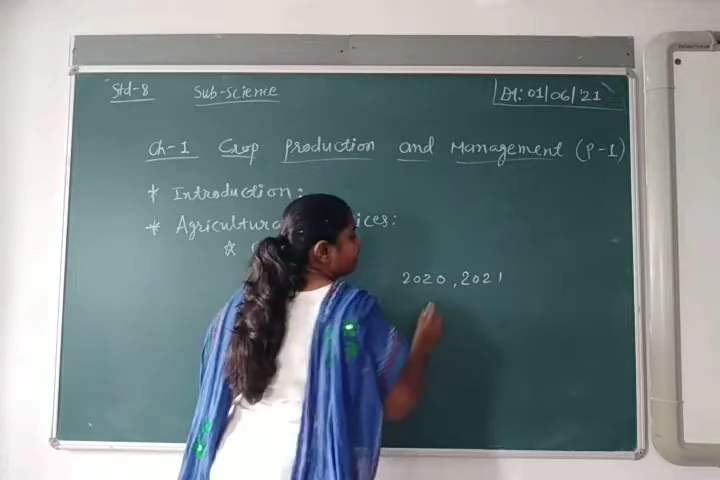 Std-8 Sub-science Dt: 01/06/'21
Ch-1 Crop production and Management (P-1)
* Introduction:
* Agricultura ices:
*
2020, 2021